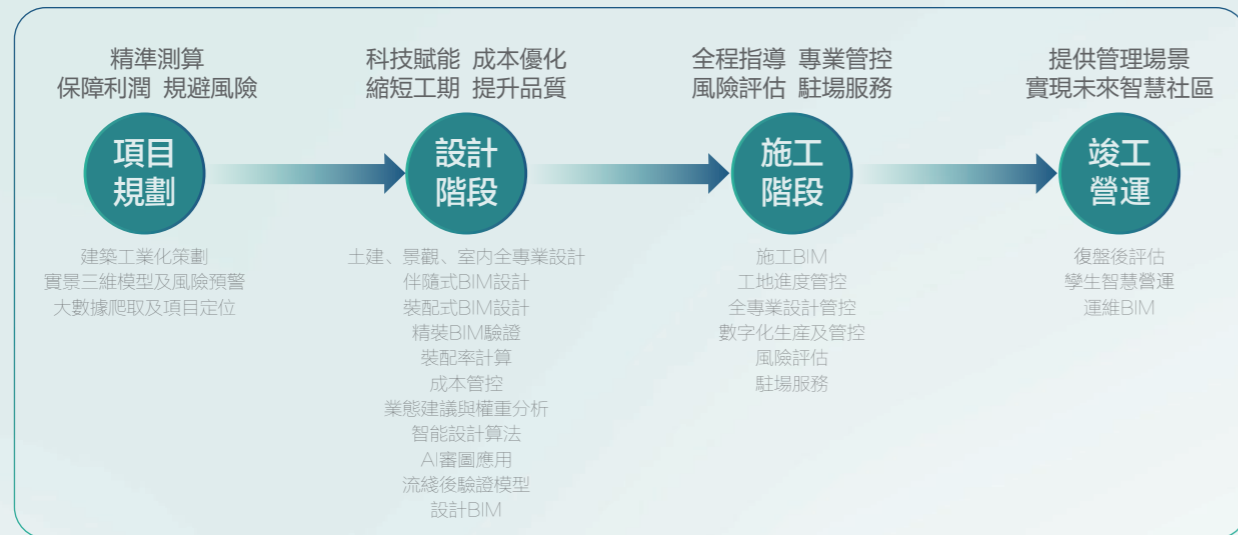 精準測算
保障利潤 規避風險
項目
規劃
建築工業化策劃
實景三維模型及風險預警
大數據爬取及項目定位
科技賦能 成本優化
縮短工期 提升品質
設計
階段
土建、景觀、室內全專業設計
伴隨式BIM設計
裝配式BIM設計
精裝BIM驗證
裝配率計算
成本管控
業態建議與權重分析
智能設計算法
AI審圖應用
流綫後驗證模型
設計BIM
全程指導 專業管控
風險評估 駐場服務
施工
階段
施工BIM
工地進度管控
全專業設計管控
數字化生産及管控
風險評估
駐場服務
提供管理場景
實現未來智慧社區
竣工
營運
復盤後評估
孿生智慧營運
運維BIM